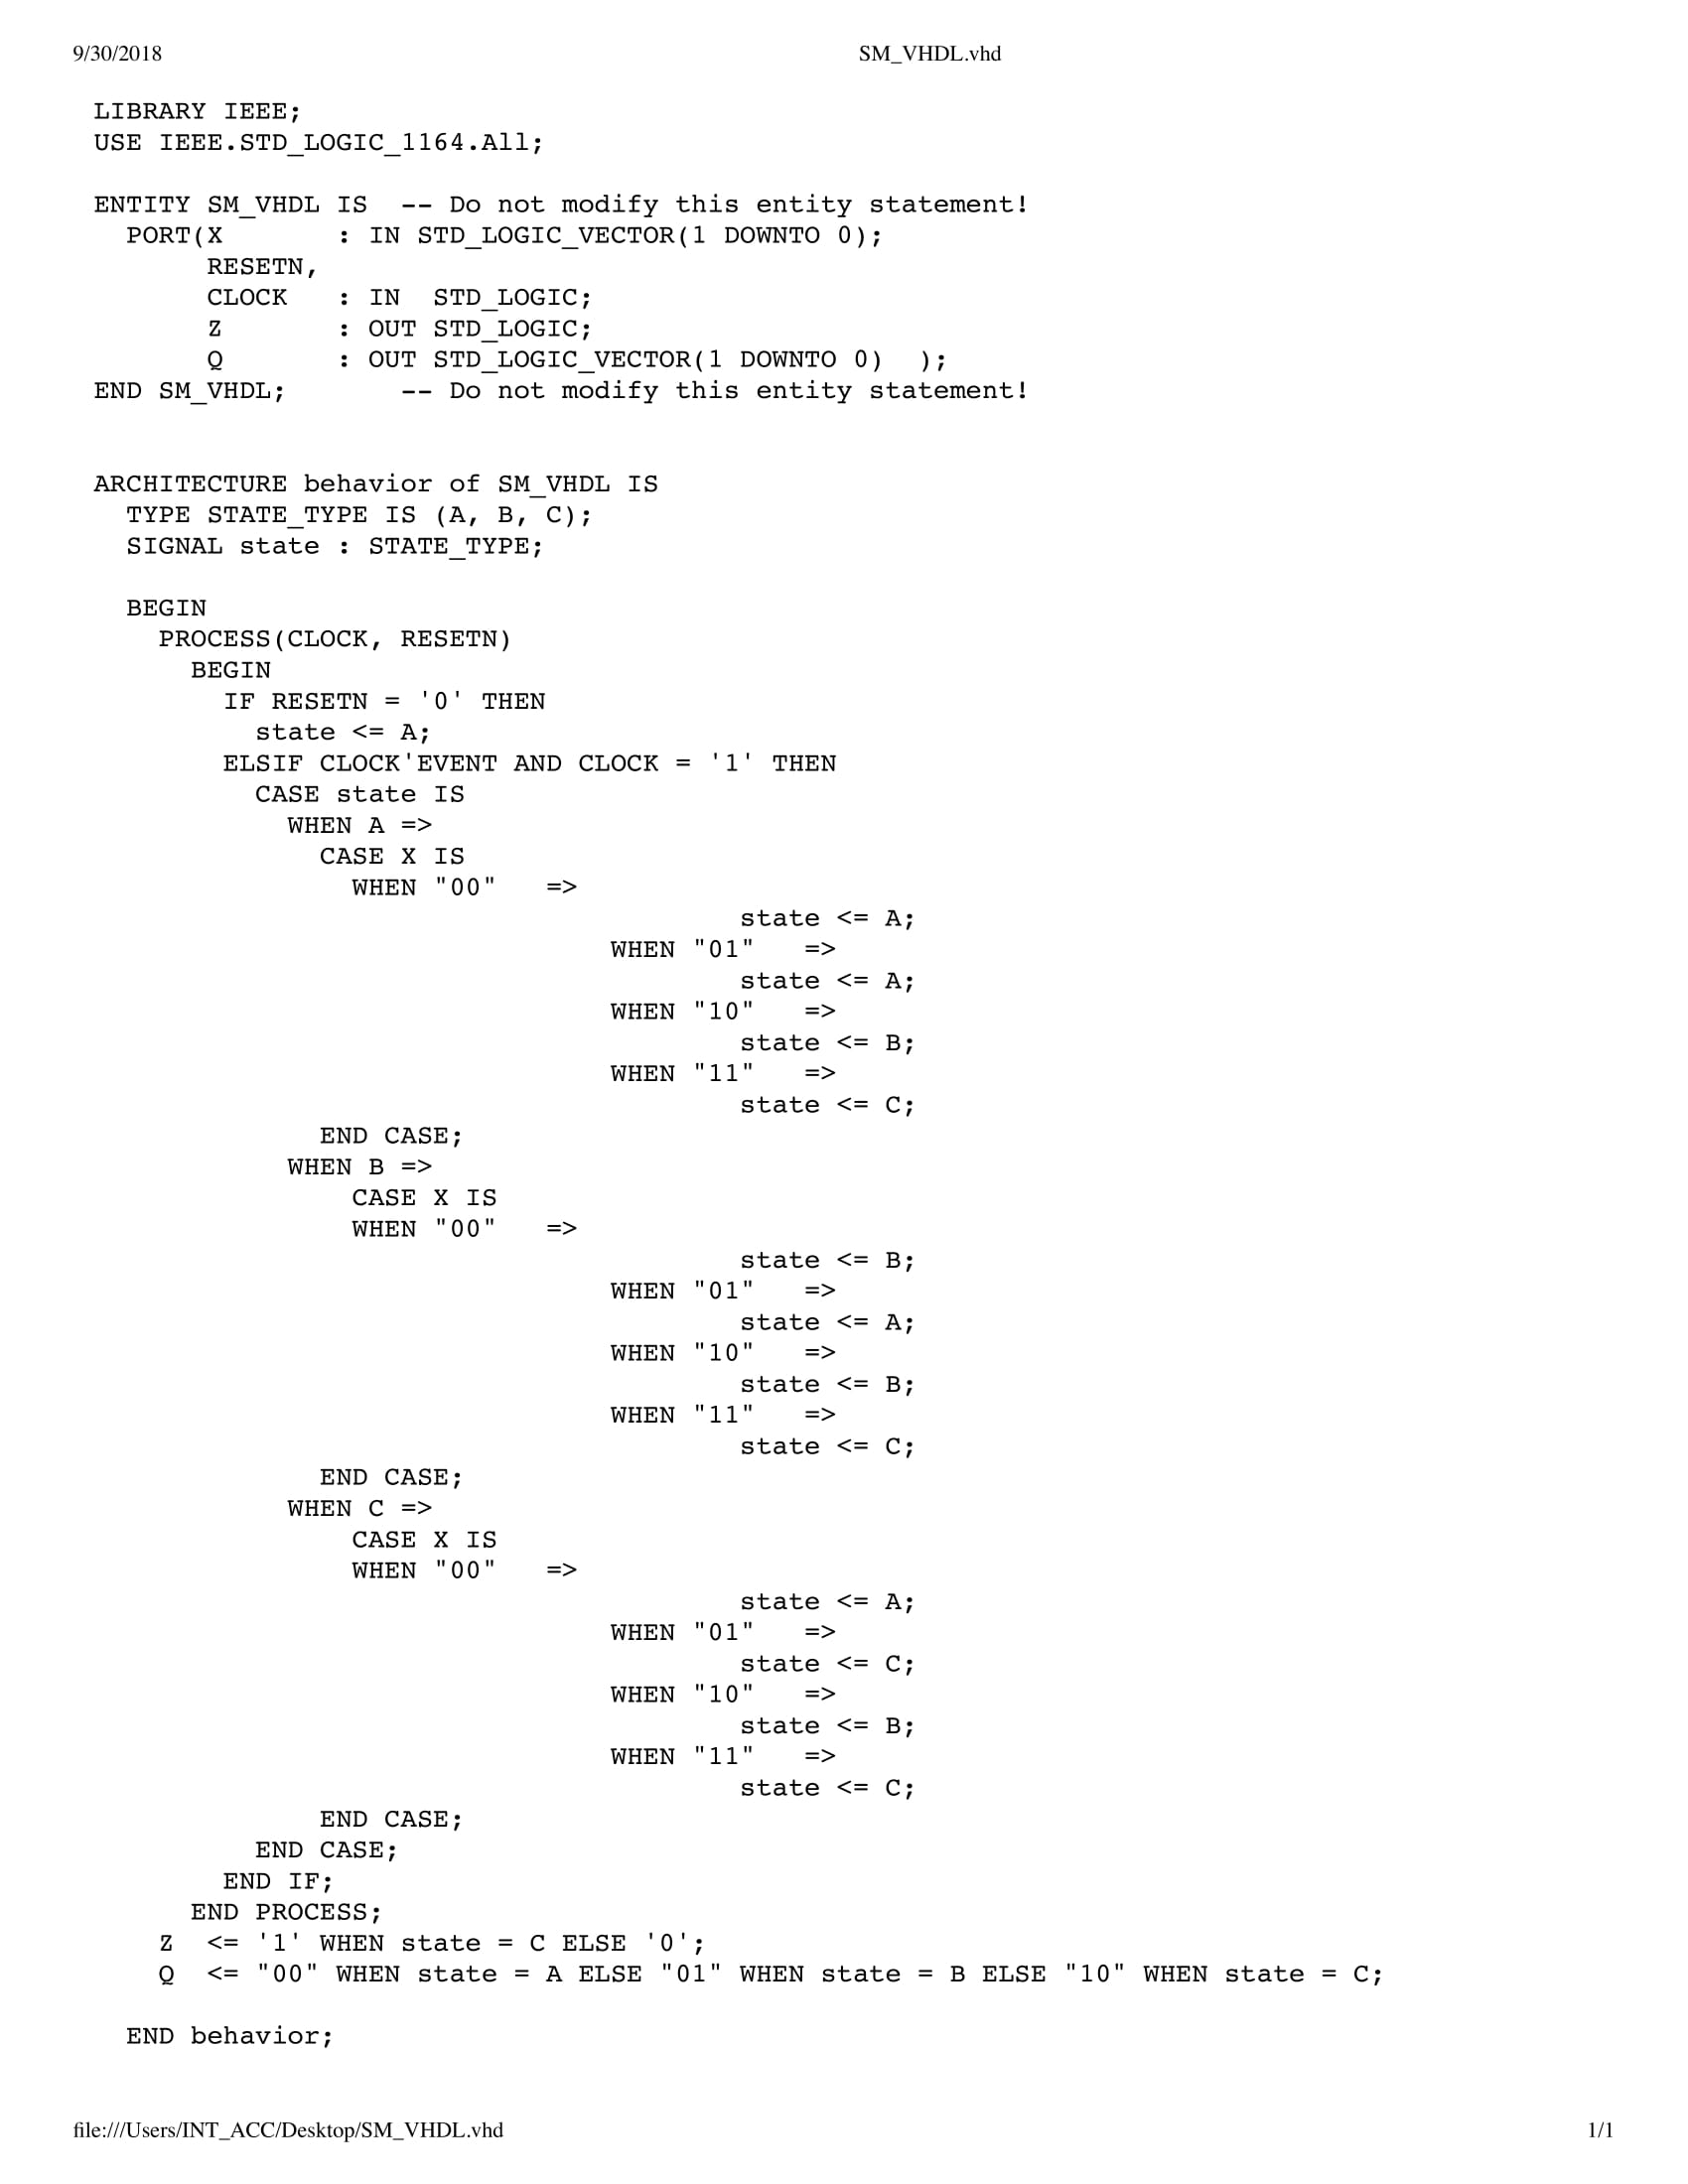 9/30/2018 SM_VHDL.vhd
LIBRARY IEEE;
USE IEEE.STD_LOGIC_1164.All;
ENTITY SM_VHDL IS  -- Do not modify this entity statement!
  PORT(X       : IN STD_LOGIC_VECTOR(1 DOWNTO 0);
       RESETN,
       CLOCK   : IN  STD_LOGIC;
       Z       : OUT STD_LOGIC;
       Q       : OUT STD_LOGIC_VECTOR(1 DOWNTO 0)  );
END SM_VHDL;       -- Do not modify this entity statement!
ARCHITECTURE behavior of SM_VHDL IS
  TYPE STATE_TYPE IS (A, B, C);
  SIGNAL state : STATE_TYPE;
  BEGIN
    PROCESS(CLOCK, RESETN)
      BEGIN
        IF RESETN = '0' THEN
          state <= A;
        ELSIF CLOCK'EVENT AND CLOCK = '1' THEN
          CASE state IS
            WHEN A =>
              CASE X IS
                WHEN "00"   =>
                                        state <= A;
                                WHEN "01"   =>
                                        state <= A;
                                WHEN "10"   =>
                                        state <= B;
                                WHEN "11"   =>
                                        state <= C;
              END CASE;
            WHEN B =>
                CASE X IS
                WHEN "00"   =>
                                        state <= B;
                                WHEN "01"   =>
                                        state <= A;
                                WHEN "10"   =>
                                        state <= B;
                                WHEN "11"   =>
                                        state <= C;
              END CASE;
            WHEN C =>
                CASE X IS
                WHEN "00"   =>
                                        state <= A;
                                WHEN "01"   =>
                                        state <= C;
                                WHEN "10"   =>
                                        state <= B;
                                WHEN "11"   =>
                                        state <= C;
              END CASE;
          END CASE;
        END IF;
      END PROCESS;
    Z  <= '1' WHEN state = C ELSE '0';
    Q  <= "00" WHEN state = A ELSE "01" WHEN state = B ELSE "10" WHEN state = C;
  END behavior;
file:///Users/INT_ACC/Desktop/SM_VHDL.vhd 1/1